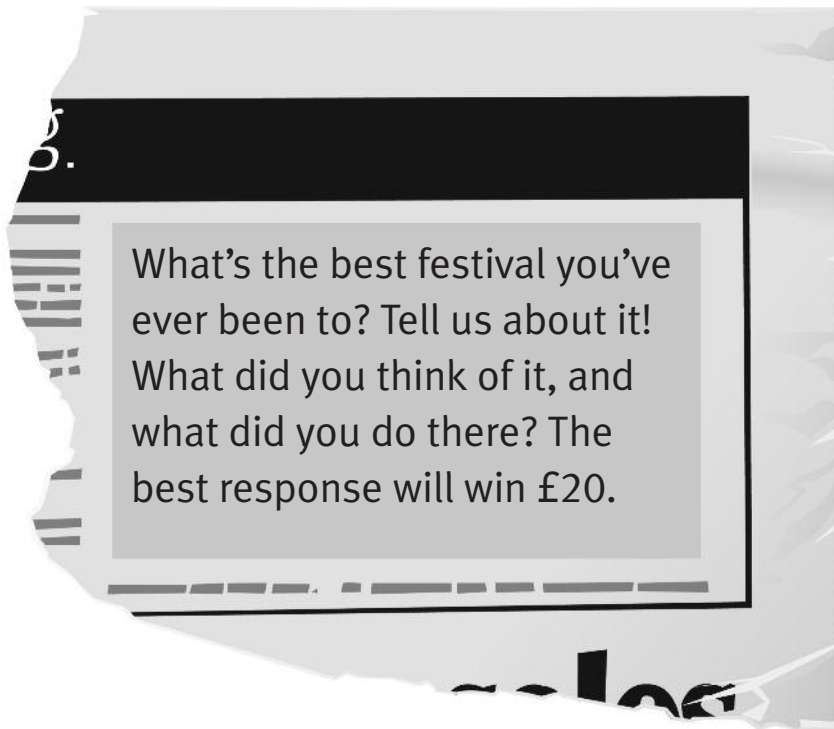 g.
What's the best festival you've
ever been to? Tell us about it!
What did you think of it, and
what did you do there? The
best response will win £20.